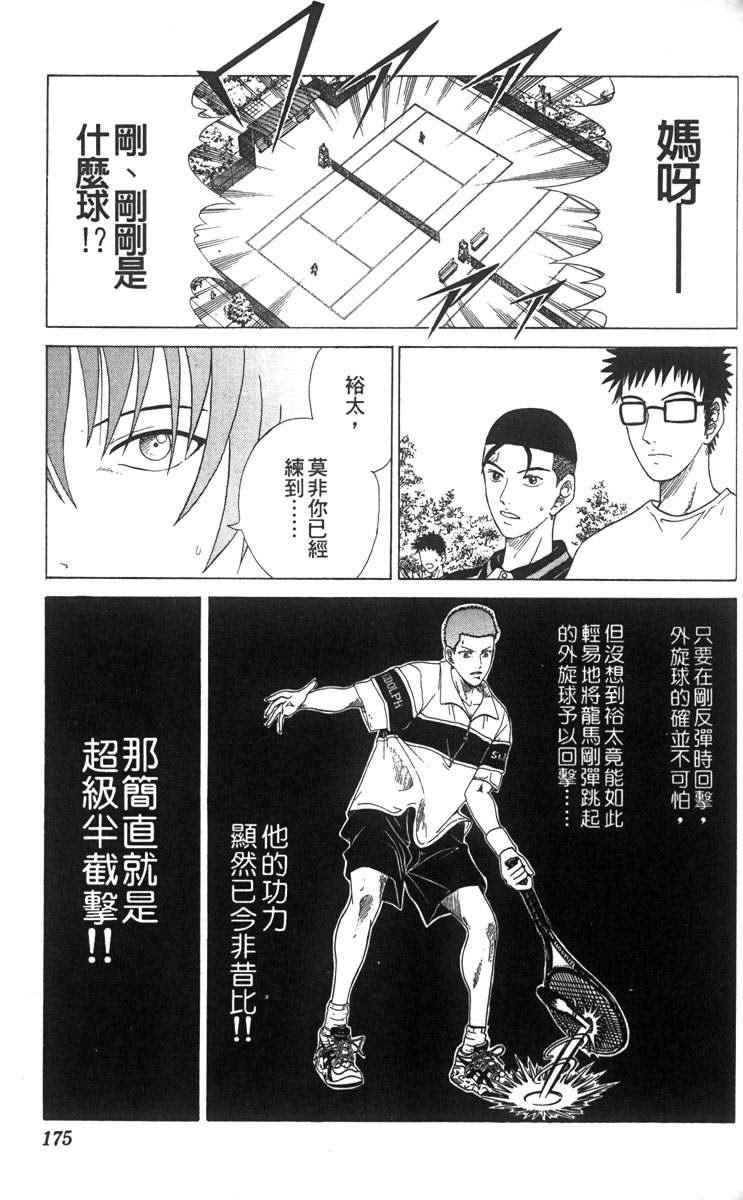 媽呀——
剛、剛剛是
什麼球!?
裕太，
莫非你已經
練到……
只要在剛反彈時回擊，
外旋球的確並不可怕，
但沒想到裕太竟能如此
輕易地將龍馬剛彈跳起
的外旋球予以回擊……
DOLPH
St.
他的功力
顯然已今非昔比!!
那簡直就是
超級半截擊!!
175